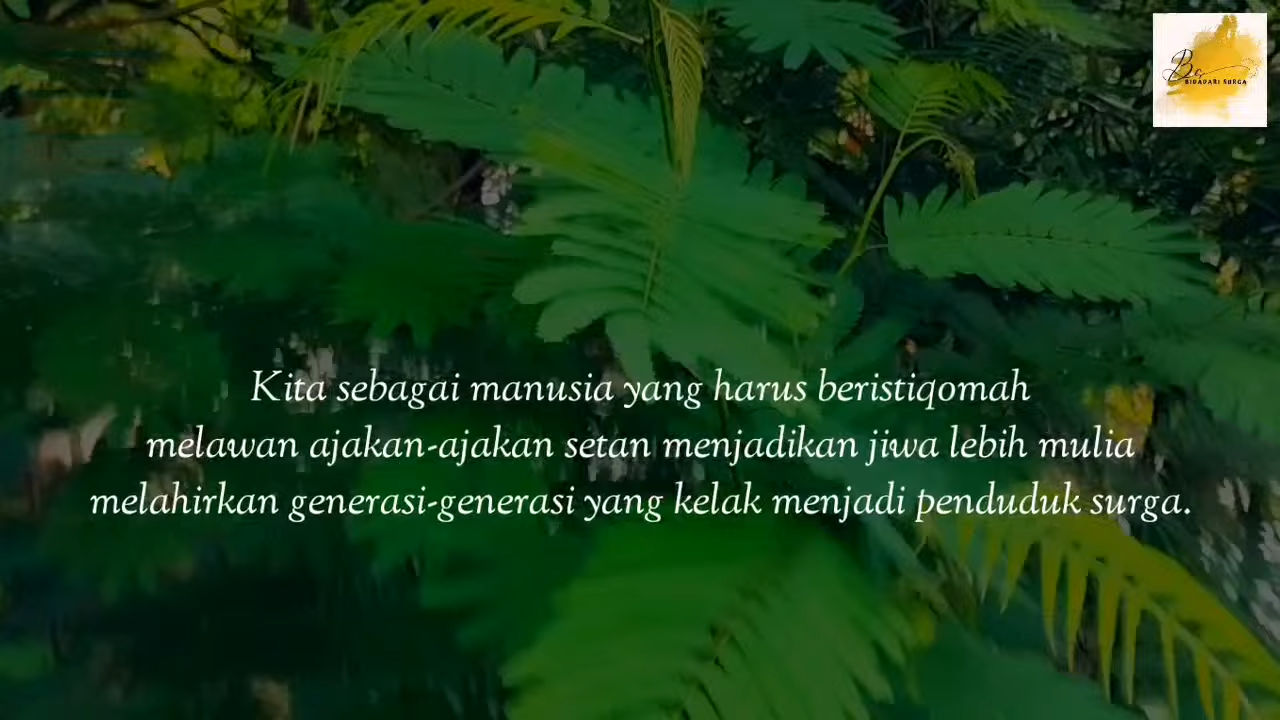 Bs
BIDADARI SURGA
Kita sebagai manusia yang harus beristiqomah
melawan ajakan-ajakan setan menjadikan jiwa lebih mulia
melahirkan generasi-generasi yang kelak menjadi penduduk surga.